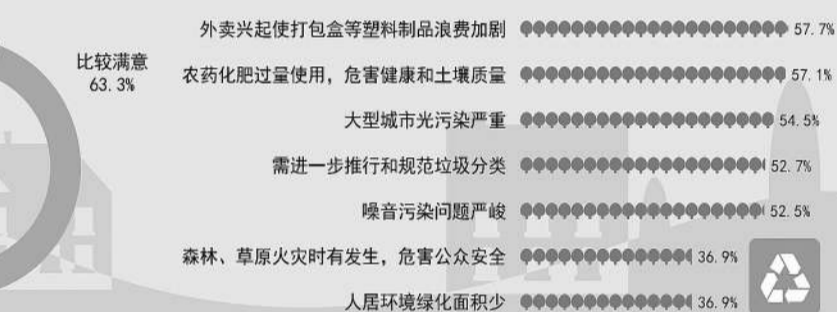 比较满意
63.3%
外卖兴起使打包盒等塑料制品浪费加剧 57.7%
农药化肥过量使用，危害健康和土壤质量 57.1%
大型城市光污染严重 54.5%
需进一步推行和规范垃圾分类 52.7%
噪音污染问题严峻 52.5%
森林、草原火灾时有发生，危害公众安全 36.9%
人居环境绿化面积少 36.9%